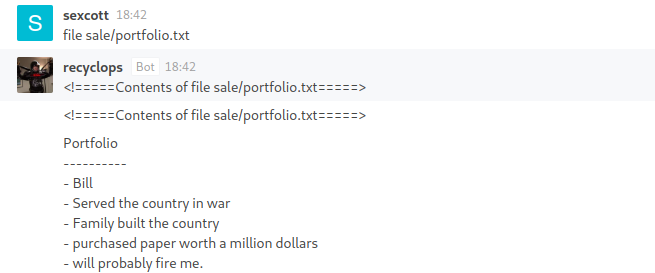 S
sexcott 18:42
file sale/portfolio.txt
recyclops Bot 18:42
<!=====Contents of file sale/portfolio.txt=====>
<!=====Contents of file sale/portfolio.txt=====>
Portfolio
----------
- Bill
- Served the country in war
- Family built the country
- purchased paper worth a million dollars
- will probably fire me.